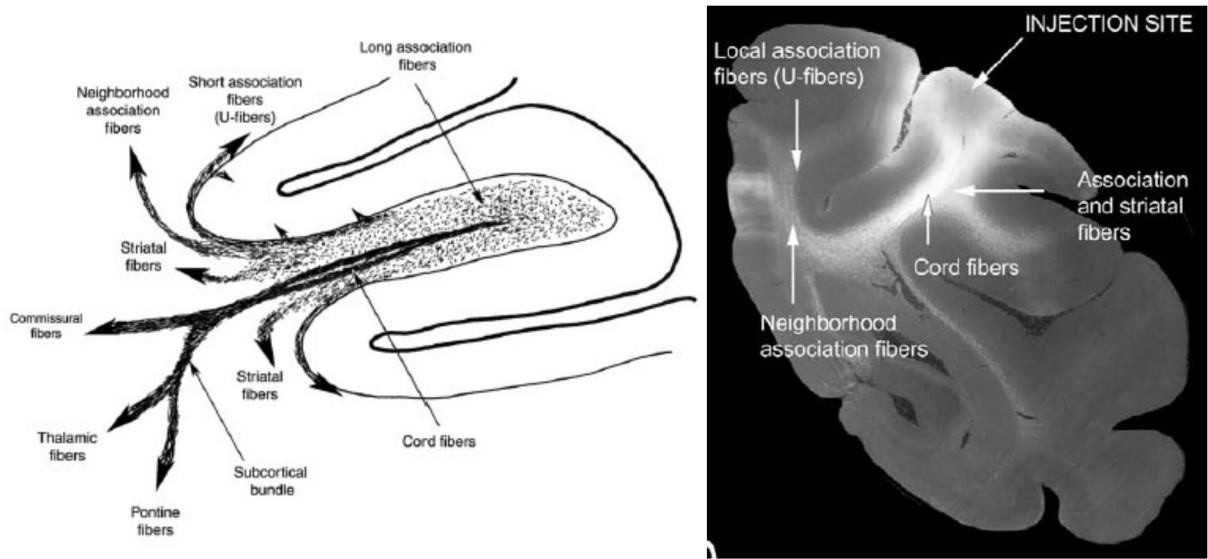 Long association
fibers
Short association
fibers
(U-fibers)
Neighborhood
association
fibers
Striatal
fibers
Commissural
fibers
Striatal
fibers
Thalamic
fibers
Cord fibers
Subcortical
bundle
Pontine
fibers
INJECTION SITE
Local association
fibers (U-fibers)
Association
and striatal
fibers
Cord fibers
Neighborhood
association fibers